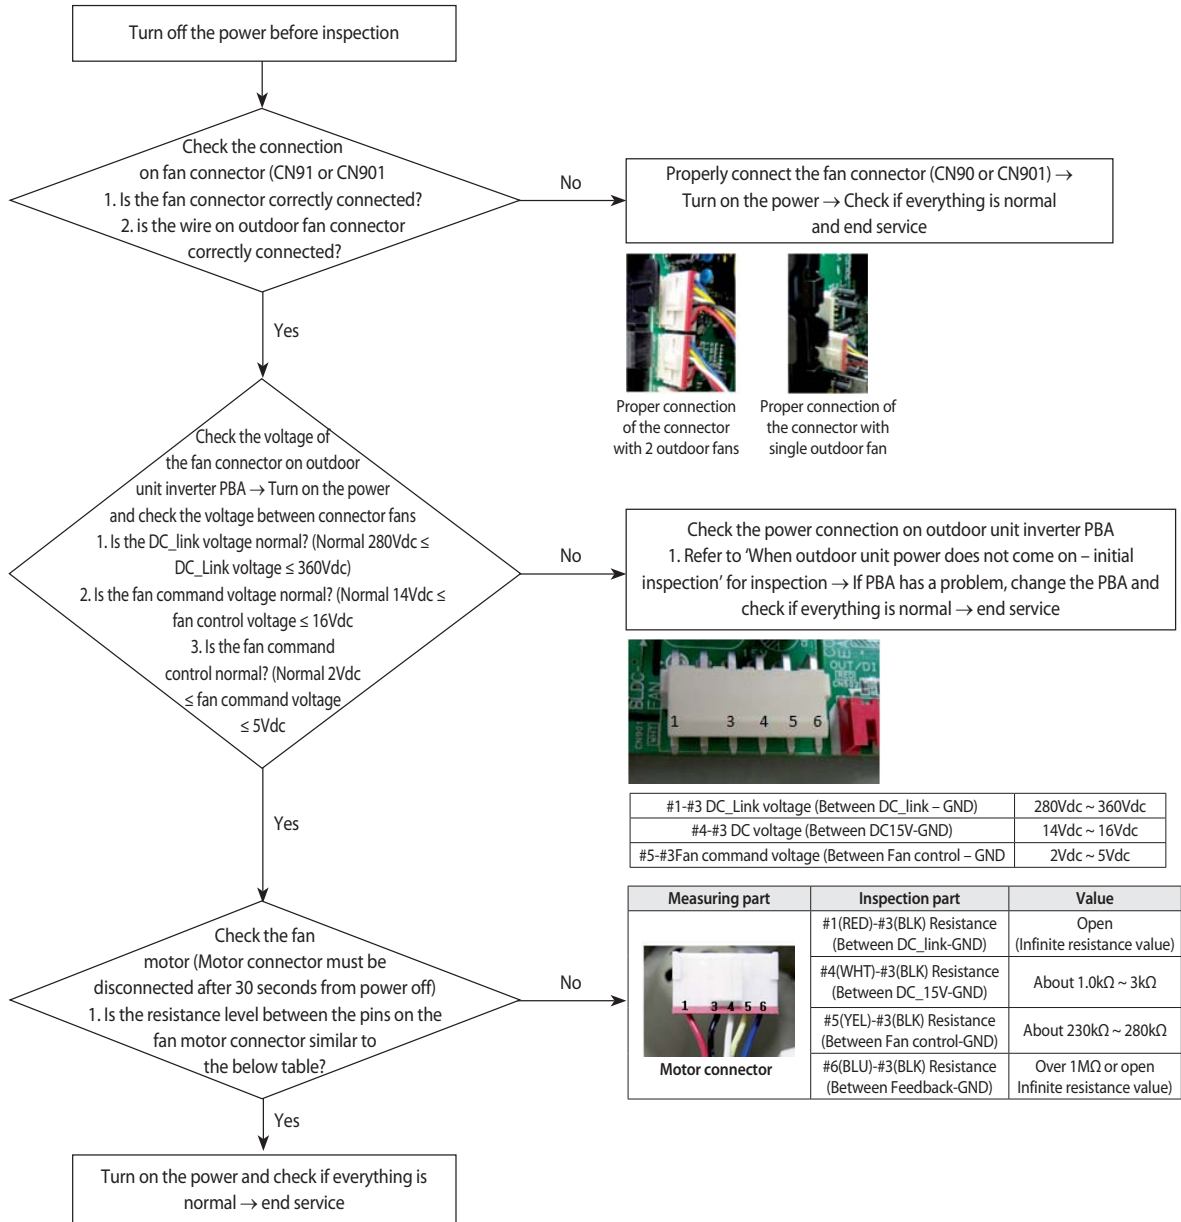 Turn off the power before inspection
Check the connection
on fan connector (CN91 or CN901
1. Is the fan connector correctly connected?
2. is the wire on outdoor fan connector
correctly connected?
No
Properly connect the fan connector (CN90 or CN901) →
Turn on the power → Check if everything is normal
and end service
Proper connection
of the connector
with 2 outdoor fans
Proper connection of
the connector with
single outdoor fan
Yes
Check the voltage of
the fan connector on outdoor
unit inverter PBA → Turn on the power
and check the voltage between connector fans
1. Is the DC_link voltage normal? (Normal 280Vdc ≤
DC_Link voltage ≤ 360Vdc)
2. Is the fan command voltage normal? (Normal 14Vdc ≤
fan control voltage ≤ 16Vdc
3. Is the fan command
control normal? (Normal 2Vdc
≤ fan command voltage
≤ 5Vdc
No
Check the power connection on outdoor unit inverter PBA
1. Refer to ‘When outdoor unit power does not come on – initial
inspection’ for inspection → If PBA has a problem, change the PBA and
check if everything is normal → end service
BLDC-
FAN
CN901
WHT
OUT/DI
RED
1 3 4 5 6
#1-#3 DC_Link voltage (Between DC_link – GND) 280Vdc ~ 360Vdc
#4-#3 DC voltage (Between DC15V-GND) 14Vdc ~ 16Vdc
#5-#3Fan command voltage (Between Fan control – GND 2Vdc ~ 5Vdc
Yes
Check the fan
motor (Motor connector must be
disconnected after 30 seconds from power off)
1. Is the resistance level between the pins on the
fan motor connector similar to
the below table?
No
Measuring part Inspection part Value
1 3 4 5 6
Motor connector
#1(RED)-#3(BLK) Resistance
(Between DC_link-GND)
Open
(Infinite resistance value)
#4(WHT)-#3(BLK) Resistance
(Between DC_15V-GND)
About 1.0kΩ ~ 3kΩ
#5(YEL)-#3(BLK) Resistance
(Between Fan control-GND)
About 230kΩ ~ 280kΩ
#6(BLU)-#3(BLK) Resistance
(Between Feedback-GND)
Over 1MΩ or open
Infinite resistance value)
Yes
Turn on the power and check if everything is
normal → end service